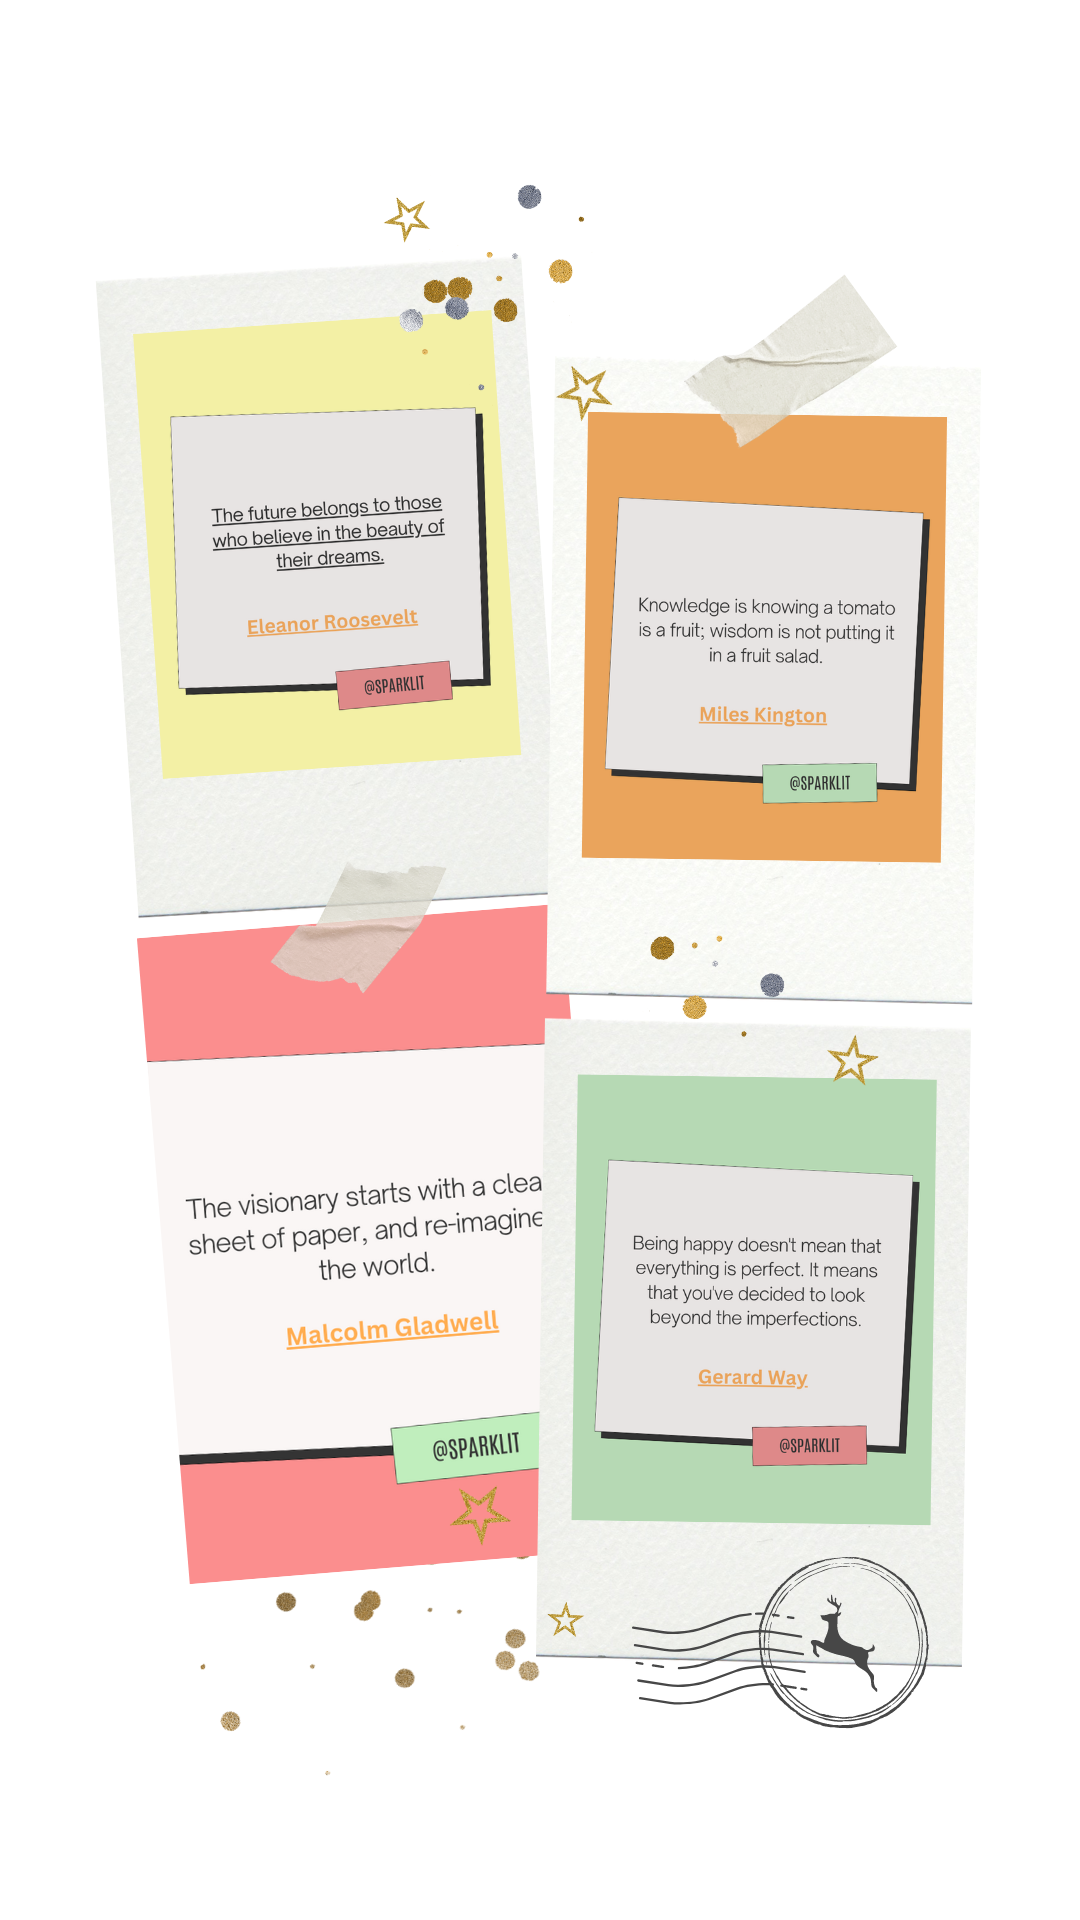 The future belongs to those
who believe in the beauty of
their dreams.
Eleanor Roosevelt
@SPARKLIT
Knowledge is knowing a tomato
is a fruit; wisdom is not putting it
in a fruit salad.
Miles Kington
@SPARKLIT
The visionary starts with a clea
sheet of paper, and re-imagine
the world.
Malcolm Gladwell
@SPARKLIT
Being happy doesn't mean that
everything is perfect. It means
that you've decided to look
beyond the imperfections.
Gerard Way
@SPARKLIT